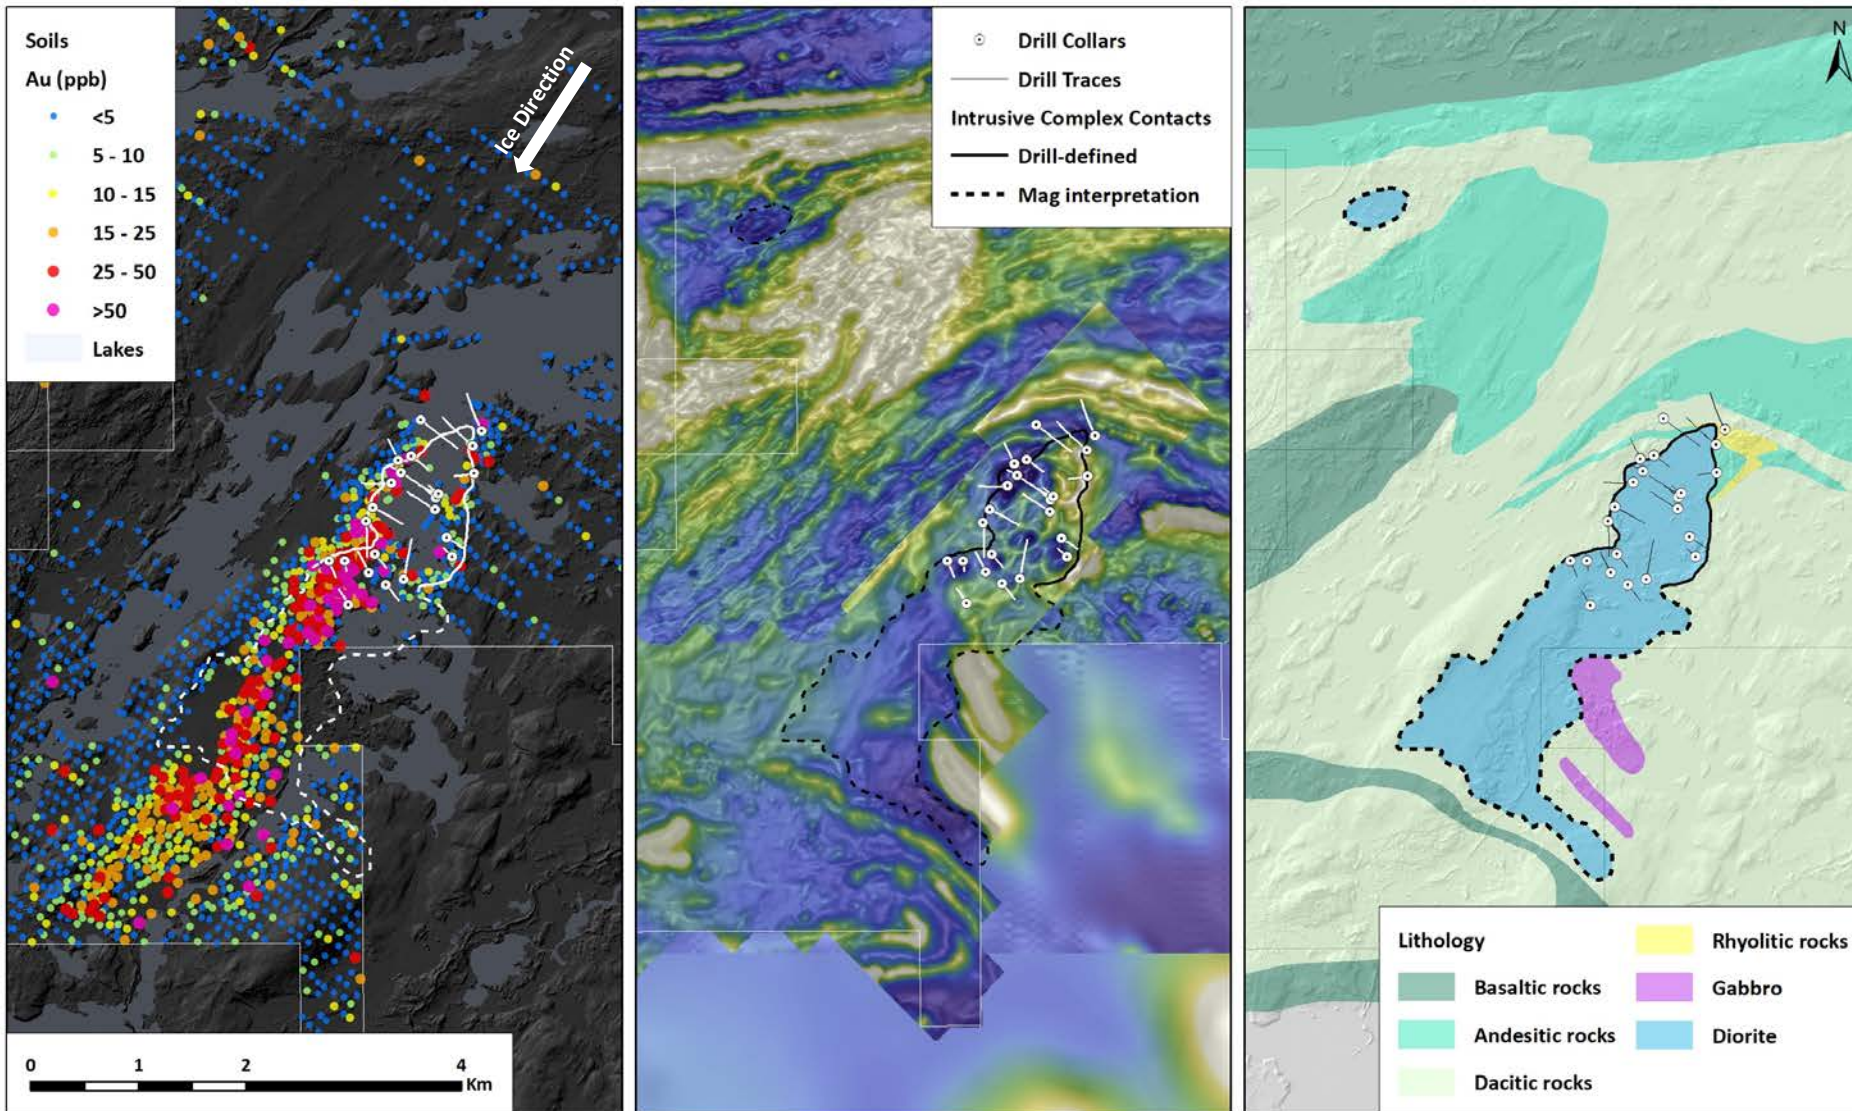 Soils
Au (ppb)
<5
5 - 10
10 - 15
15 - 25
25 - 50
>50
Lakes
Ice Direction
0 1 2 4
Km
Drill Collars
Drill Traces
Intrusive Complex Contacts
Drill-defined
Mag interpretation
N
Lithology
Basaltic rocks
Andesitic rocks
Dacitic rocks
Rhyolitic rocks
Gabbro
Diorite